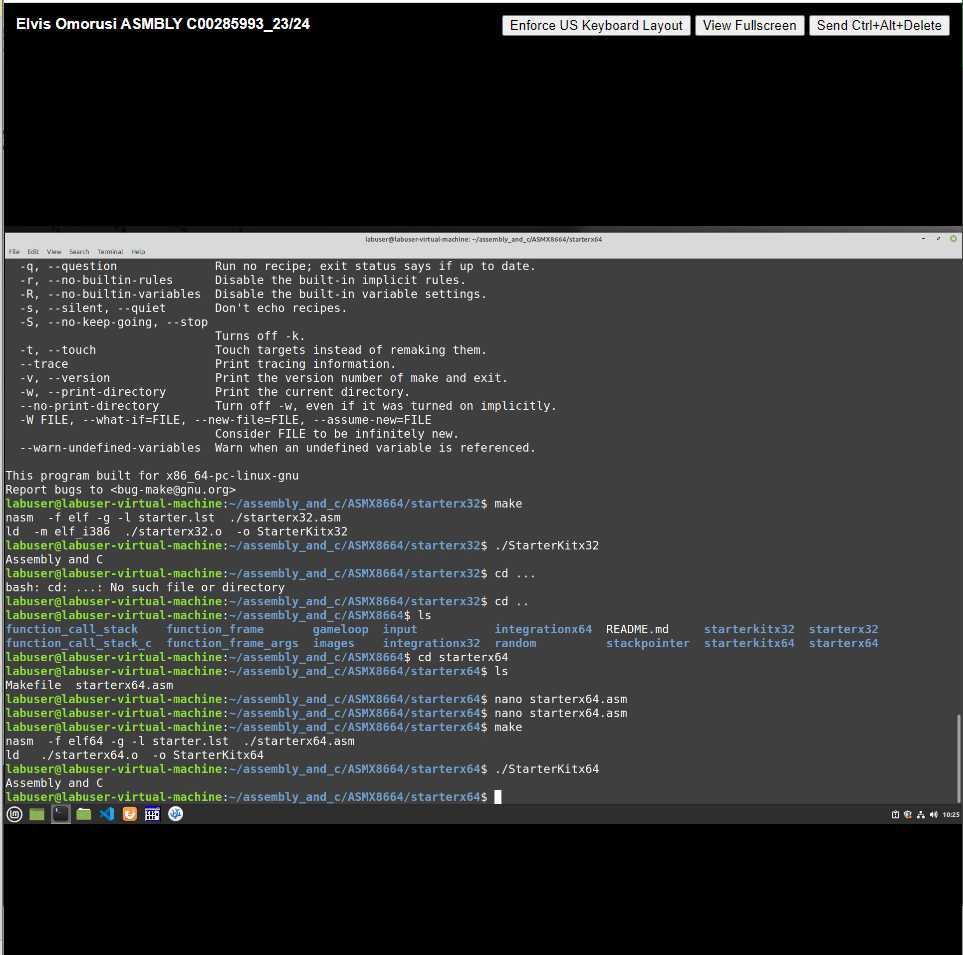 Elvis Omorusi ASMBLY C00285993_23/24
Enforce US Keyboard Layout View Fullscreen Send Ctrl+Alt+Delete
labuser@labuser-virtual-machine: ~/assembly_and_c/ASMX8664/starterx64
File Edit View Search Terminal Help
-q, --question              Run no recipe; exit status says if up to date.
-r, --no-builtin-rules      Disable the built-in implicit rules.
-R, --no-builtin-variables  Disable the built-in variable settings.
-s, --silent, --quiet       Don't echo recipes.
-S, --no-keep-going, --stop
Turns off -k.
-t, --touch                 Touch targets instead of remaking them.
--trace                     Print tracing information.
-v, --version               Print the version number of make and exit.
-w, --print-directory       Print the current directory.
--no-print-directory        Turn off -w, even if it was turned on implicitly.
-W FILE, --what-if=FILE, --new-file=FILE, --assume-new=FILE
Consider FILE to be infinitely new.
--warn-undefined-variables  Warn when an undefined variable is referenced.
This program built for x86_64-pc-linux-gnu
Report bugs to <bug-make@gnu.org>
labuser@labuser-virtual-machine:~/assembly_and_c/ASMX8664/starterx32$ make
nasm  -f elf -g -l starter.lst  ./starterx32.asm
ld  -m elf_i386  ./starterx32.o  -o StarterKitx32
labuser@labuser-virtual-machine:~/assembly_and_c/ASMX8664/starterx32$ ./StarterKitx32
Assembly and C
labuser@labuser-virtual-machine:~/assembly_and_c/ASMX8664/starterx32$ cd ...
bash: cd: ...: No such file or directory
labuser@labuser-virtual-machine:~/assembly_and_c/ASMX8664/starterx32$ cd ..
labuser@labuser-virtual-machine:~/assembly_and_c/ASMX8664$ ls
function_call_stack    function_frame       gameloop  input           integrationx64  README.md     starterkitx32  starterx32
function_call_stack_c  function_frame_args  images    integrationx32  random          stackpointer  starterkitx64  starterx64
labuser@labuser-virtual-machine:~/assembly_and_c/ASMX8664$ cd starterx64
labuser@labuser-virtual-machine:~/assembly_and_c/ASMX8664/starterx64$ ls
Makefile  starterx64.asm
labuser@labuser-virtual-machine:~/assembly_and_c/ASMX8664/starterx64$ nano starterx64.asm
labuser@labuser-virtual-machine:~/assembly_and_c/ASMX8664/starterx64$ nano starterx64.asm
labuser@labuser-virtual-machine:~/assembly_and_c/ASMX8664/starterx64$ make
nasm  -f elf64 -g -l starter.lst  ./starterx64.asm
ld   ./starterx64.o  -o StarterKitx64
labuser@labuser-virtual-machine:~/assembly_and_c/ASMX8664/starterx64$ ./StarterKitx64
Assembly and C
labuser@labuser-virtual-machine:~/assembly_and_c/ASMX8664/starterx64$
10:25